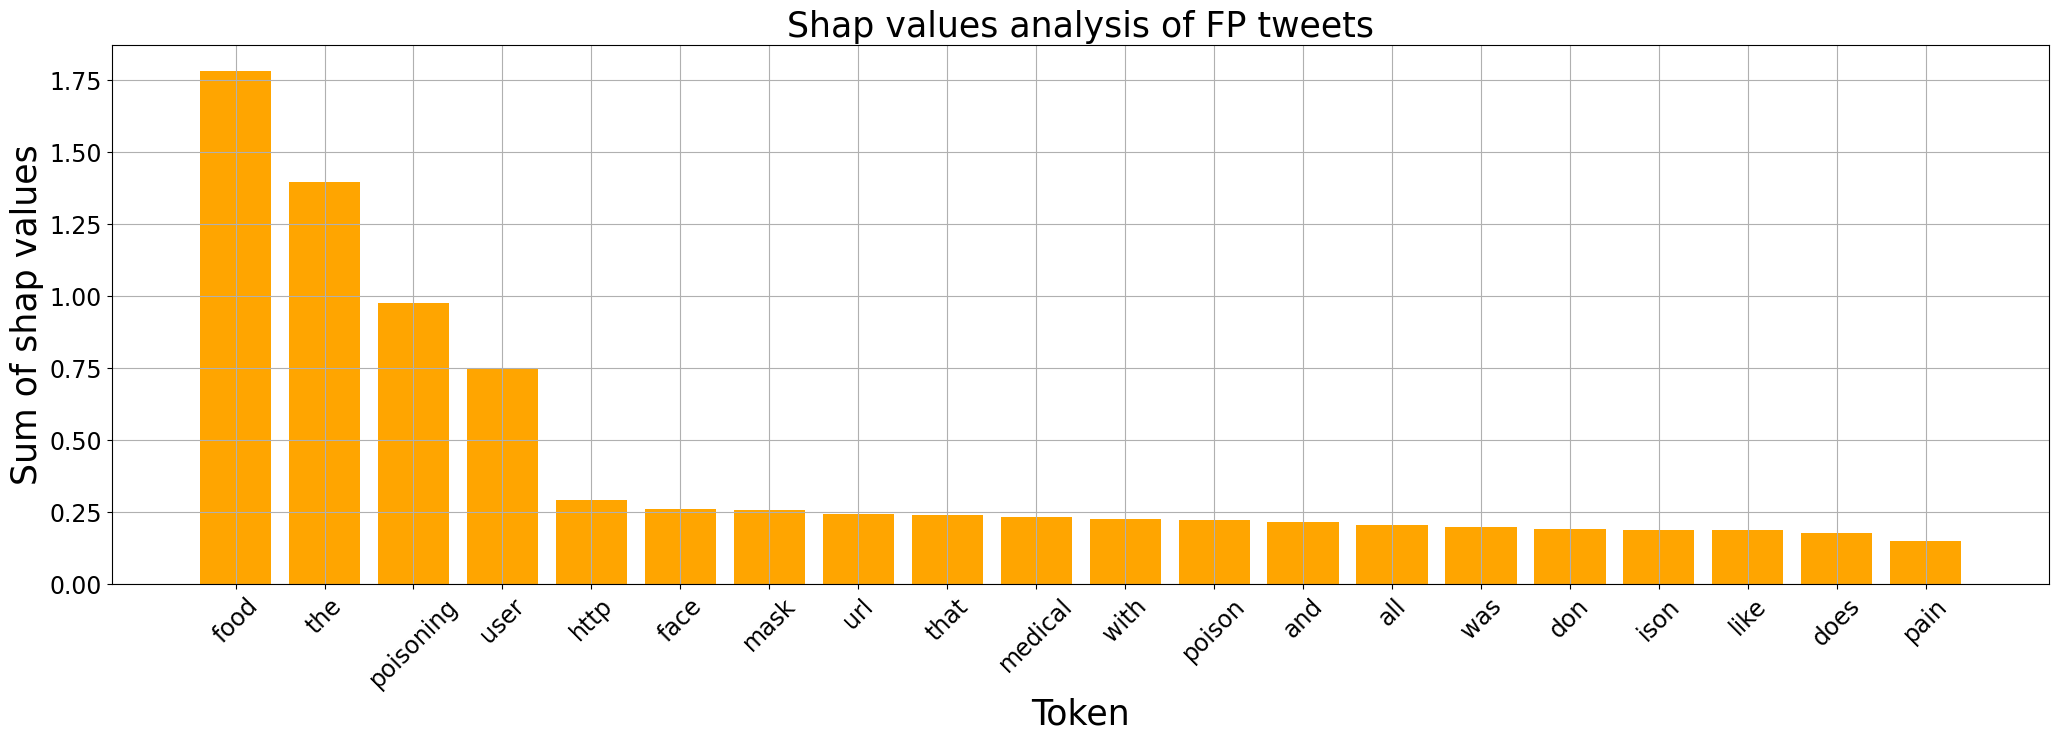 Shap values analysis of FP tweets
Sum of shap values
1.75
1.50
1.25
1.00
0.75
0.50
0.25
0.00
food
the
poisoning
user
http
face
mask
url
that
medical
with
poison
and
all
was
don
ison
like
does
pain
Token